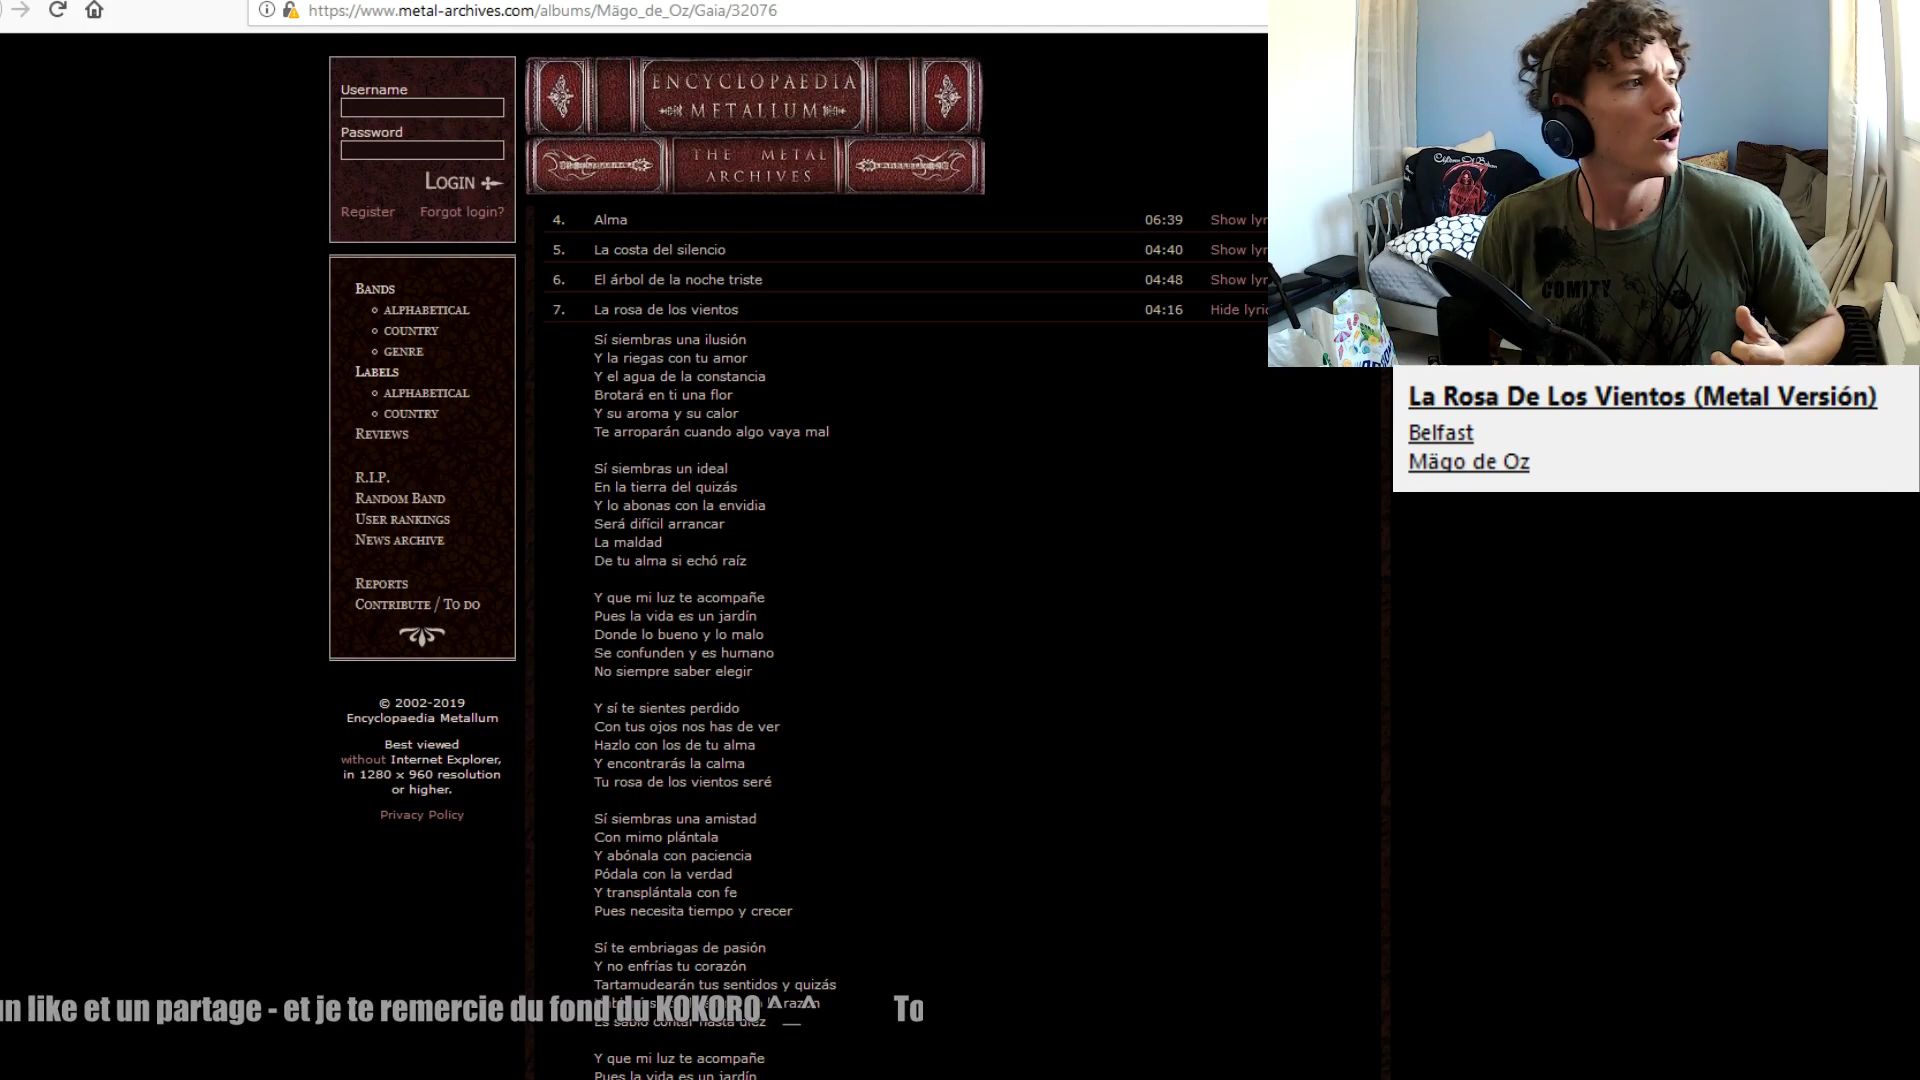 https://www.metal-archives.com/albums/Mägo_de_Oz/Gaia/32076
Username
Password
LOGIN
Register Forgot login?
BANDS
ALPHABETICAL
COUNTRY
GENRE
LABELS
ALPHABETICAL
COUNTRY
REVIEWS
R.I.P.
RANDOM BAND
USER RANKINGS
NEWS ARCHIVE
REPORTS
CONTRIBUTE / TO DO
© 2002-2019
Encyclopaedia Metallum
Best viewed
without Internet Explorer,
in 1280 x 960 resolution
or higher.
Privacy Policy
ENCYCLOPAEDIA
METALLUM
THE METAL
ARCHIVES
4. Alma 06:39 Show lyr
5. La costa del silencio 04:40 Show lyr
6. El árbol de la noche triste 04:48 Show lyr
7. La rosa de los vientos 04:16 Hide lyric
Sí siembras una ilusión
Y la riegas con tu amor
Y el agua de la constancia
Brotará en ti una flor
Y su aroma y su calor
Te arroparán cuando algo vaya mal
Sí siembras un ideal
En la tierra del quizás
Y lo abonas con la envidia
Será difícil arrancar
La maldad
De tu alma si echó raíz
Y que mi luz te acompañe
Pues la vida es un jardín
Donde lo bueno y lo malo
Se confunden y es humano
No siempre saber elegir
Y sí te sientes perdido
Con tus ojos nos has de ver
Hazlo con los de tu alma
Y encontrarás la calma
Tu rosa de los vientos seré
Sí siembras una amistad
Con mimo plántala
Y abónala con paciencia
Pódala con la verdad
Y transplántala con fe
Pues necesita tiempo y crecer
Sí te embriagas de pasión
Y no enfrías tu corazón
Tartamudearán tus sentidos y quizás
la razón
Es sabio contar hasta diez
Y que mi luz te acompañe
Pues la vida es un jardín
un like et un partage - et je te remercie du fond du KOKORO ^_^ To
Children Of Bodom
COMITY
La Rosa De Los Vientos (Metal Versión)
Belfast
Mägo de Oz